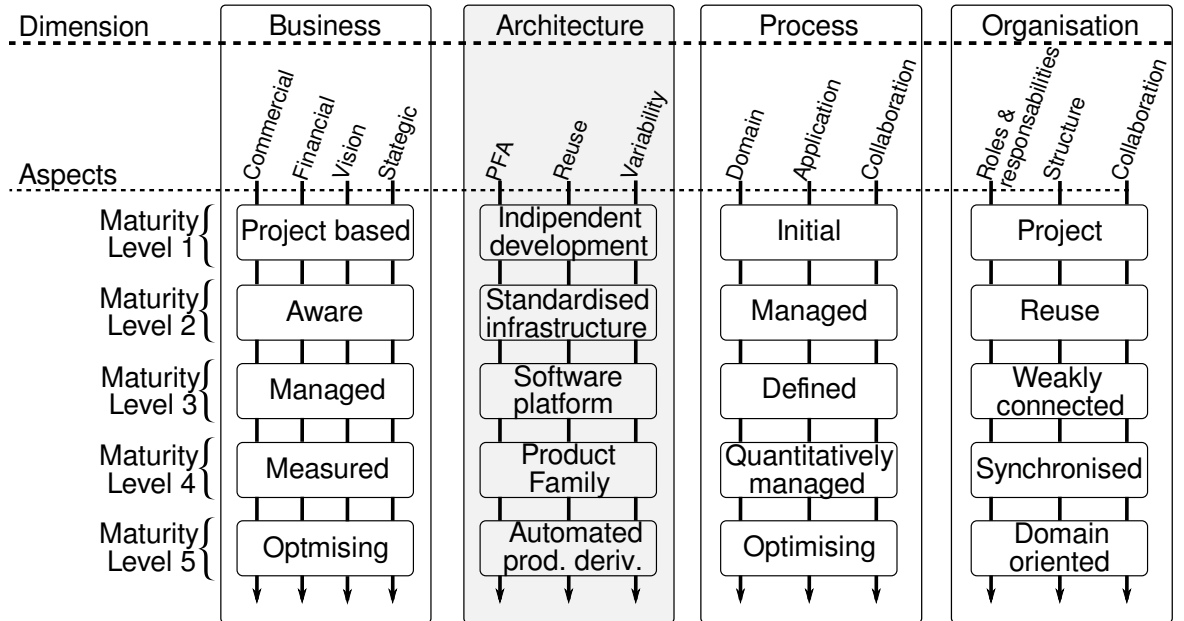 Dimension
Business
Architecture
Process
Organisation
Aspects
Commercial
Financial
Vision
Stategic
PFA
Reuse
Variability
Domain
Application
Collaboration
Roles &
responsabilities
Structure
Collaboration
Maturity
Level 1
Project based
Indipendent
development
Initial
Project
Maturity
Level 2
Aware
Standardised
infrastructure
Managed
Reuse
Maturity
Level 3
Managed
Software
platform
Defined
Weakly
connected
Maturity
Level 4
Measured
Product
Family
Quantitatively
managed
Synchronised
Maturity
Level 5
Optmising
Automated
prod. deriv.
Optimising
Domain
oriented